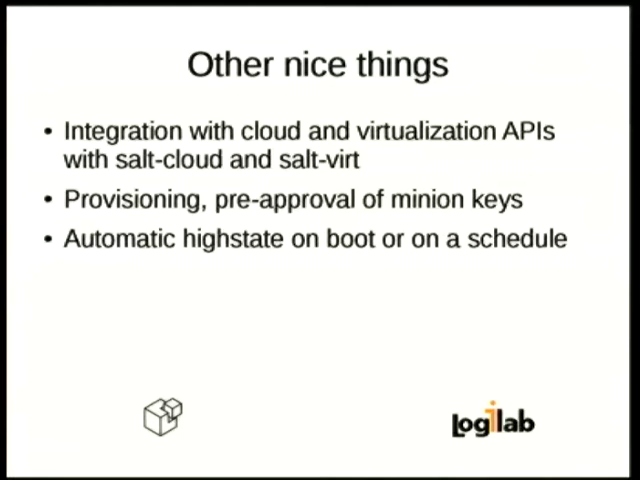 Other nice things
• Integration with cloud and virtualization APIs
with salt-cloud and salt-virt
• Provisioning, pre-approval of minion keys
• Automatic highstate on boot or on a schedule
Logilab